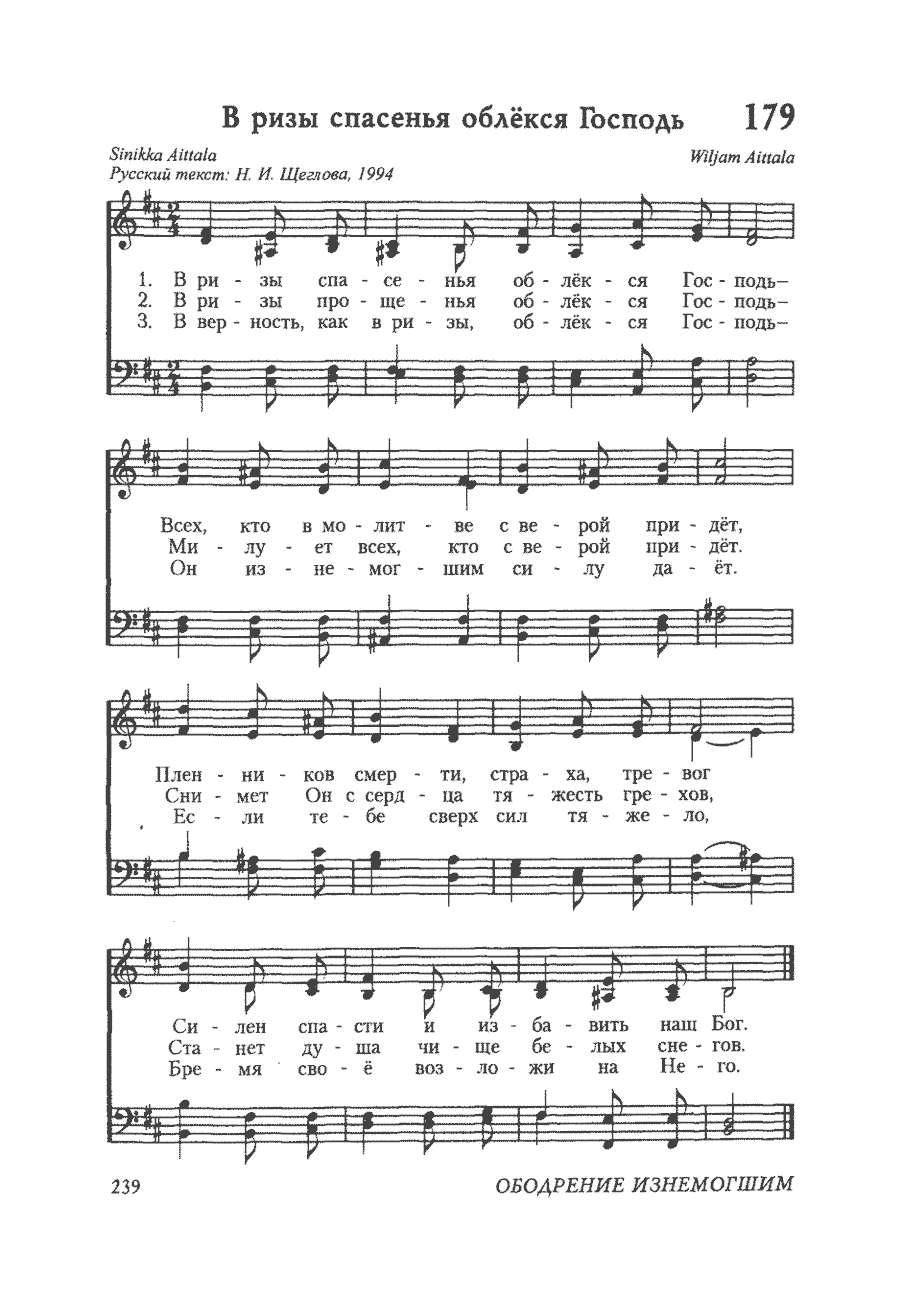 В ризы спасенья облёкся Господь 179
Sinikka Aittala
Wiljam Aittala
Русский текст: Н. И. Щеглова, 1994
1. В ри - зы спа - се - нья об - лёк - ся Гос - подь–
2. В ри - зы про - ще - нья об - лёк - ся Гос - подь–
3. В вер - ность, как в ри - зы, об - лёк - ся Гос - подь–
Всех, кто в мо - лит - ве с ве - рой при - дёт,
Ми - лу - ет всех, кто с ве - рой при - дёт.
Он из - не - мог - шим си - лу да - ёт.
Плен - ни - ков смер - ти, стра - ха, тре - вог
Сни - мет Он с серд - ца тя - жесть гре - хов,
Ес - ли те - бе сверх сил тя - же - ло,
Си - лен спа - сти и из - ба - вить наш Бог.
Ста - нет ду - ша чи - ще бе - лых сне - гов.
Бре - мя сво - ё воз - ло - жи на Не - го.
239 ОБОДРЕНИЕ ИЗНЕМОГШИМ